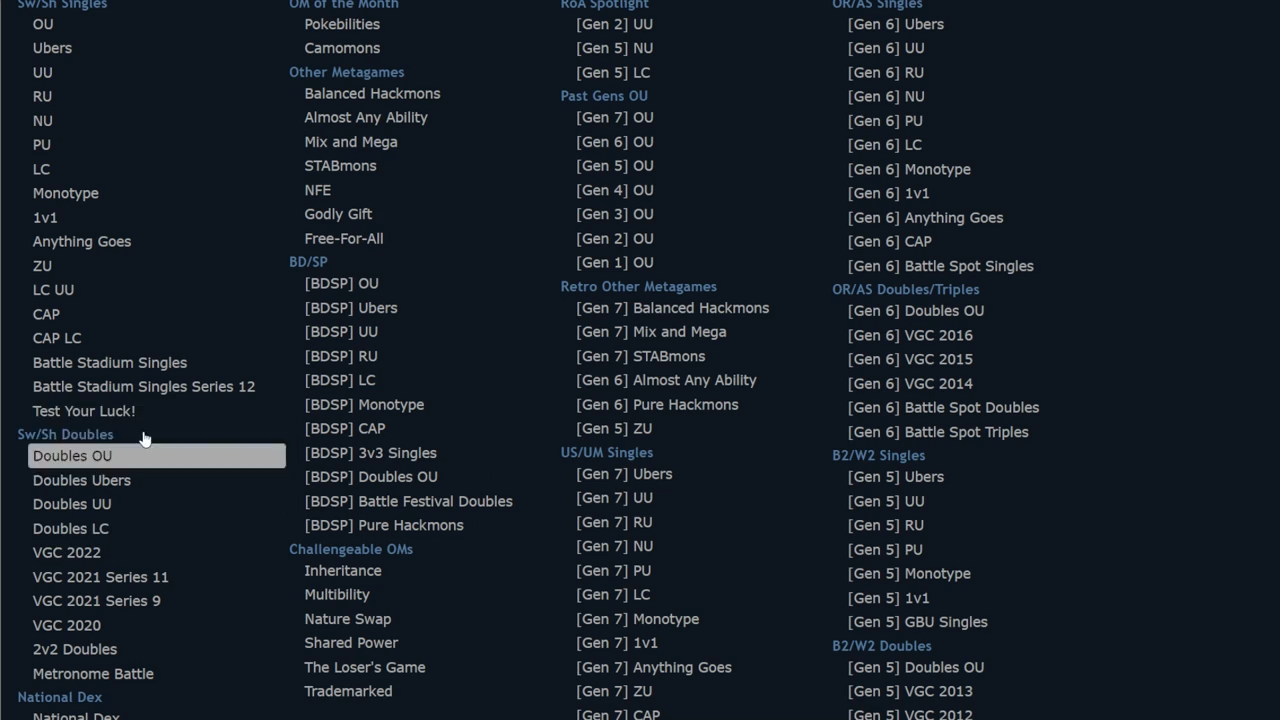 Sw/Sh Singles
OU
Ubers
UU
RU
NU
PU
LC
Monotype
1v1
Anything Goes
ZU
LC UU
CAP
CAP LC
Battle Stadium Singles
Battle Stadium Singles Series 12
Test Your Luck!
Sw/Sh Doubles
Doubles OU
Doubles Ubers
Doubles UU
Doubles LC
VGC 2022
VGC 2021 Series 11
VGC 2021 Series 9
VGC 2020
2v2 Doubles
Metronome Battle
National Dex
National Dex
OM of the Month
Pokebilities
Camomons
Other Metagames
Balanced Hackmons
Almost Any Ability
Mix and Mega
STABmons
NFE
Godly Gift
Free-For-All
BD/SP
[BDSP] OU
[BDSP] Ubers
[BDSP] UU
[BDSP] RU
[BDSP] LC
[BDSP] Monotype
[BDSP] CAP
[BDSP] 3v3 Singles
[BDSP] Doubles OU
[BDSP] Battle Festival Doubles
[BDSP] Pure Hackmons
Challengeable OMs
Inheritance
Multibility
Nature Swap
Shared Power
The Loser's Game
Trademarked
RoA Spotlight
[Gen 2] UU
[Gen 5] NU
[Gen 5] LC
Past Gens OU
[Gen 7] OU
[Gen 6] OU
[Gen 5] OU
[Gen 4] OU
[Gen 3] OU
[Gen 2] OU
[Gen 1] OU
Retro Other Metagames
[Gen 7] Balanced Hackmons
[Gen 7] Mix and Mega
[Gen 7] STABmons
[Gen 6] Almost Any Ability
[Gen 6] Pure Hackmons
[Gen 5] ZU
US/UM Singles
[Gen 7] Ubers
[Gen 7] UU
[Gen 7] RU
[Gen 7] NU
[Gen 7] PU
[Gen 7] LC
[Gen 7] Monotype
[Gen 7] 1v1
[Gen 7] Anything Goes
[Gen 7] ZU
[Gen 7] CAP
OR/AS Singles
[Gen 6] Ubers
[Gen 6] UU
[Gen 6] RU
[Gen 6] NU
[Gen 6] PU
[Gen 6] LC
[Gen 6] Monotype
[Gen 6] 1v1
[Gen 6] Anything Goes
[Gen 6] CAP
[Gen 6] Battle Spot Singles
OR/AS Doubles/Triples
[Gen 6] Doubles OU
[Gen 6] VGC 2016
[Gen 6] VGC 2015
[Gen 6] VGC 2014
[Gen 6] Battle Spot Doubles
[Gen 6] Battle Spot Triples
B2/W2 Singles
[Gen 5] Ubers
[Gen 5] UU
[Gen 5] RU
[Gen 5] PU
[Gen 5] Monotype
[Gen 5] 1v1
[Gen 5] GBU Singles
B2/W2 Doubles
[Gen 5] Doubles OU
[Gen 5] VGC 2013
[Gen 5] VGC 2012